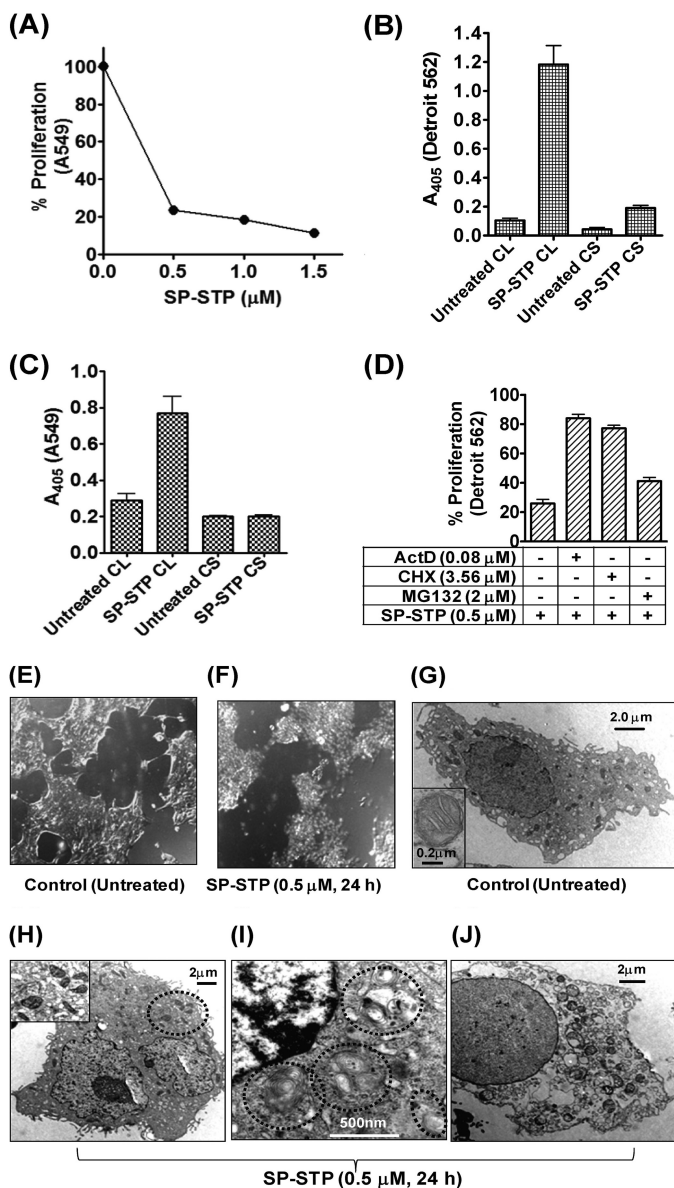 (A)
% Proliferation
(A549)
100
80
60
40
20
0
0.0 0.5 1.0 1.5
SP-STP (μM)
(B)
A405 (Detroit 562)
1.4
1.2
1.0
0.8
0.6
0.4
0.2
0.0
Untreated CL
SP-STP CL
Untreated CS
SP-STP CS
(C)
A405 (A549)
1.0
0.8
0.6
0.4
0.2
0.0
Untreated CL
SP-STP CL
Untreated CS
SP-STP CS
(D)
% Proliferation
(Detroit 562)
100
80
60
40
20
0
ActD (0.08 μM) - + - -
CHX (3.56 μM) - - + -
MG132 (2 μM) - - - +
SP-STP (0.5 μM) + + + +
(E)
Control (Untreated)
(F)
SP-STP (0.5 μM, 24 h)
(G)
2.0 μm
0.2μm
Control (Untreated)
(H)
2μm
(I)
500nm
(J)
2μm
SP-STP (0.5 μM, 24 h)